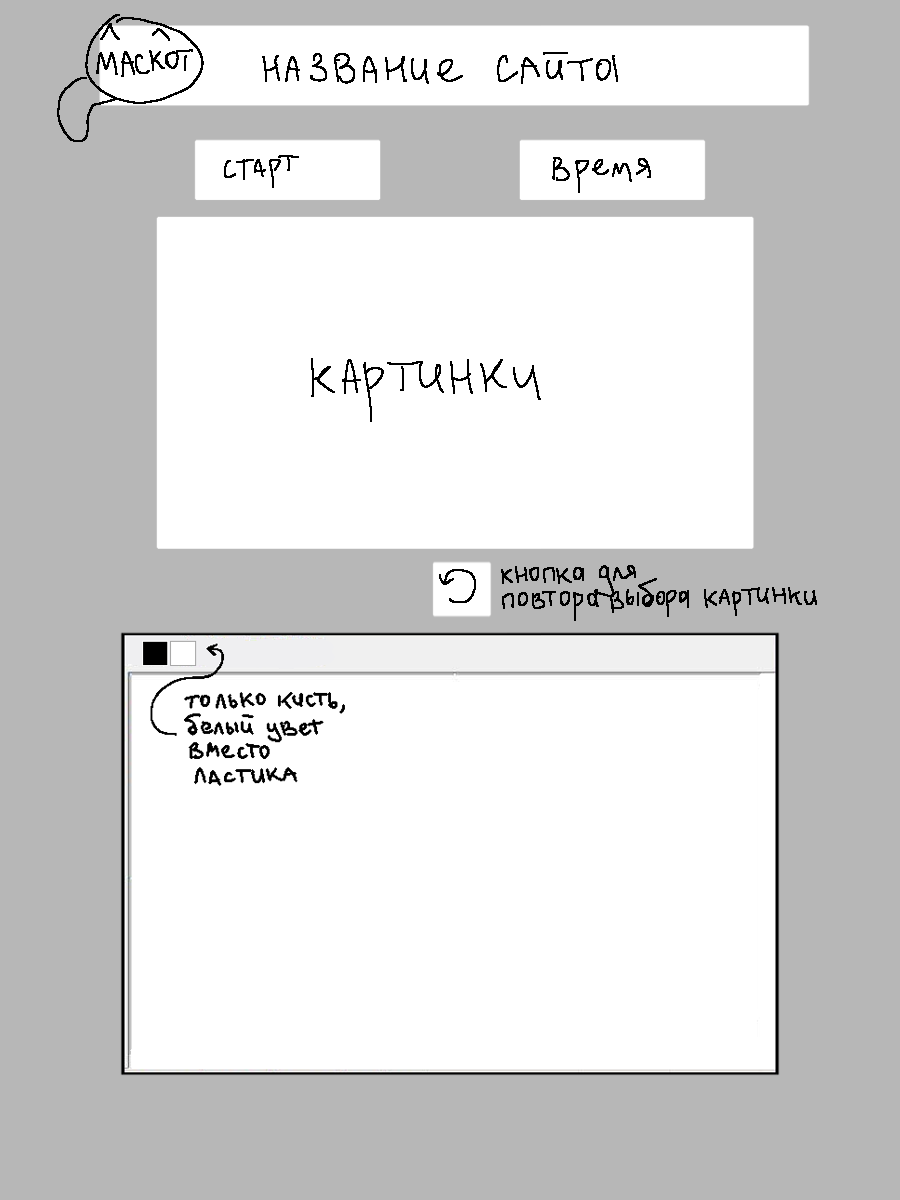 МАСКОТ
НАЗВАНИЕ САЙТА
СТАРТ
ВРЕМЯ
КАРТИНКИ
КНОПКА ДЛЯ
ПОВТОРА ВЫБОРА КАРТИНКИ
ТОЛЬКО КИСТЬ,
БЕЛЫЙ ЦВЕТ
ВМЕСТО
ЛАСТИКА